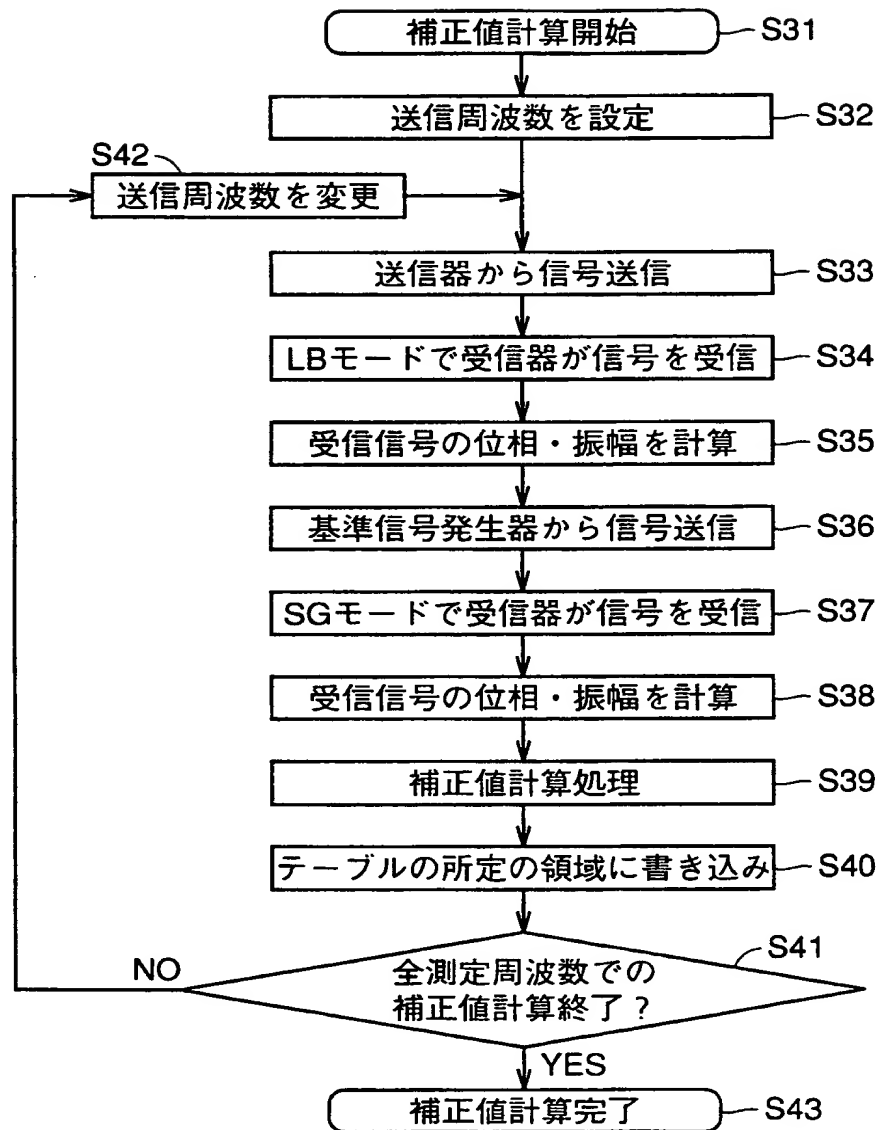 補正値計算開始 S31
送信周波数を設定 S32
S42
送信周波数を変更
送信器から信号送信 S33
LBモードで受信器が信号を受信 S34
受信信号の位相・振幅を計算 S35
基準信号発生器から信号送信 S36
SGモードで受信器が信号を受信 S37
受信信号の位相・振幅を計算 S38
補正値計算処理 S39
テーブルの所定の領域に書き込み S40
S41
NO
全測定周波数での
補正値計算終了？
YES
補正値計算完了 S43